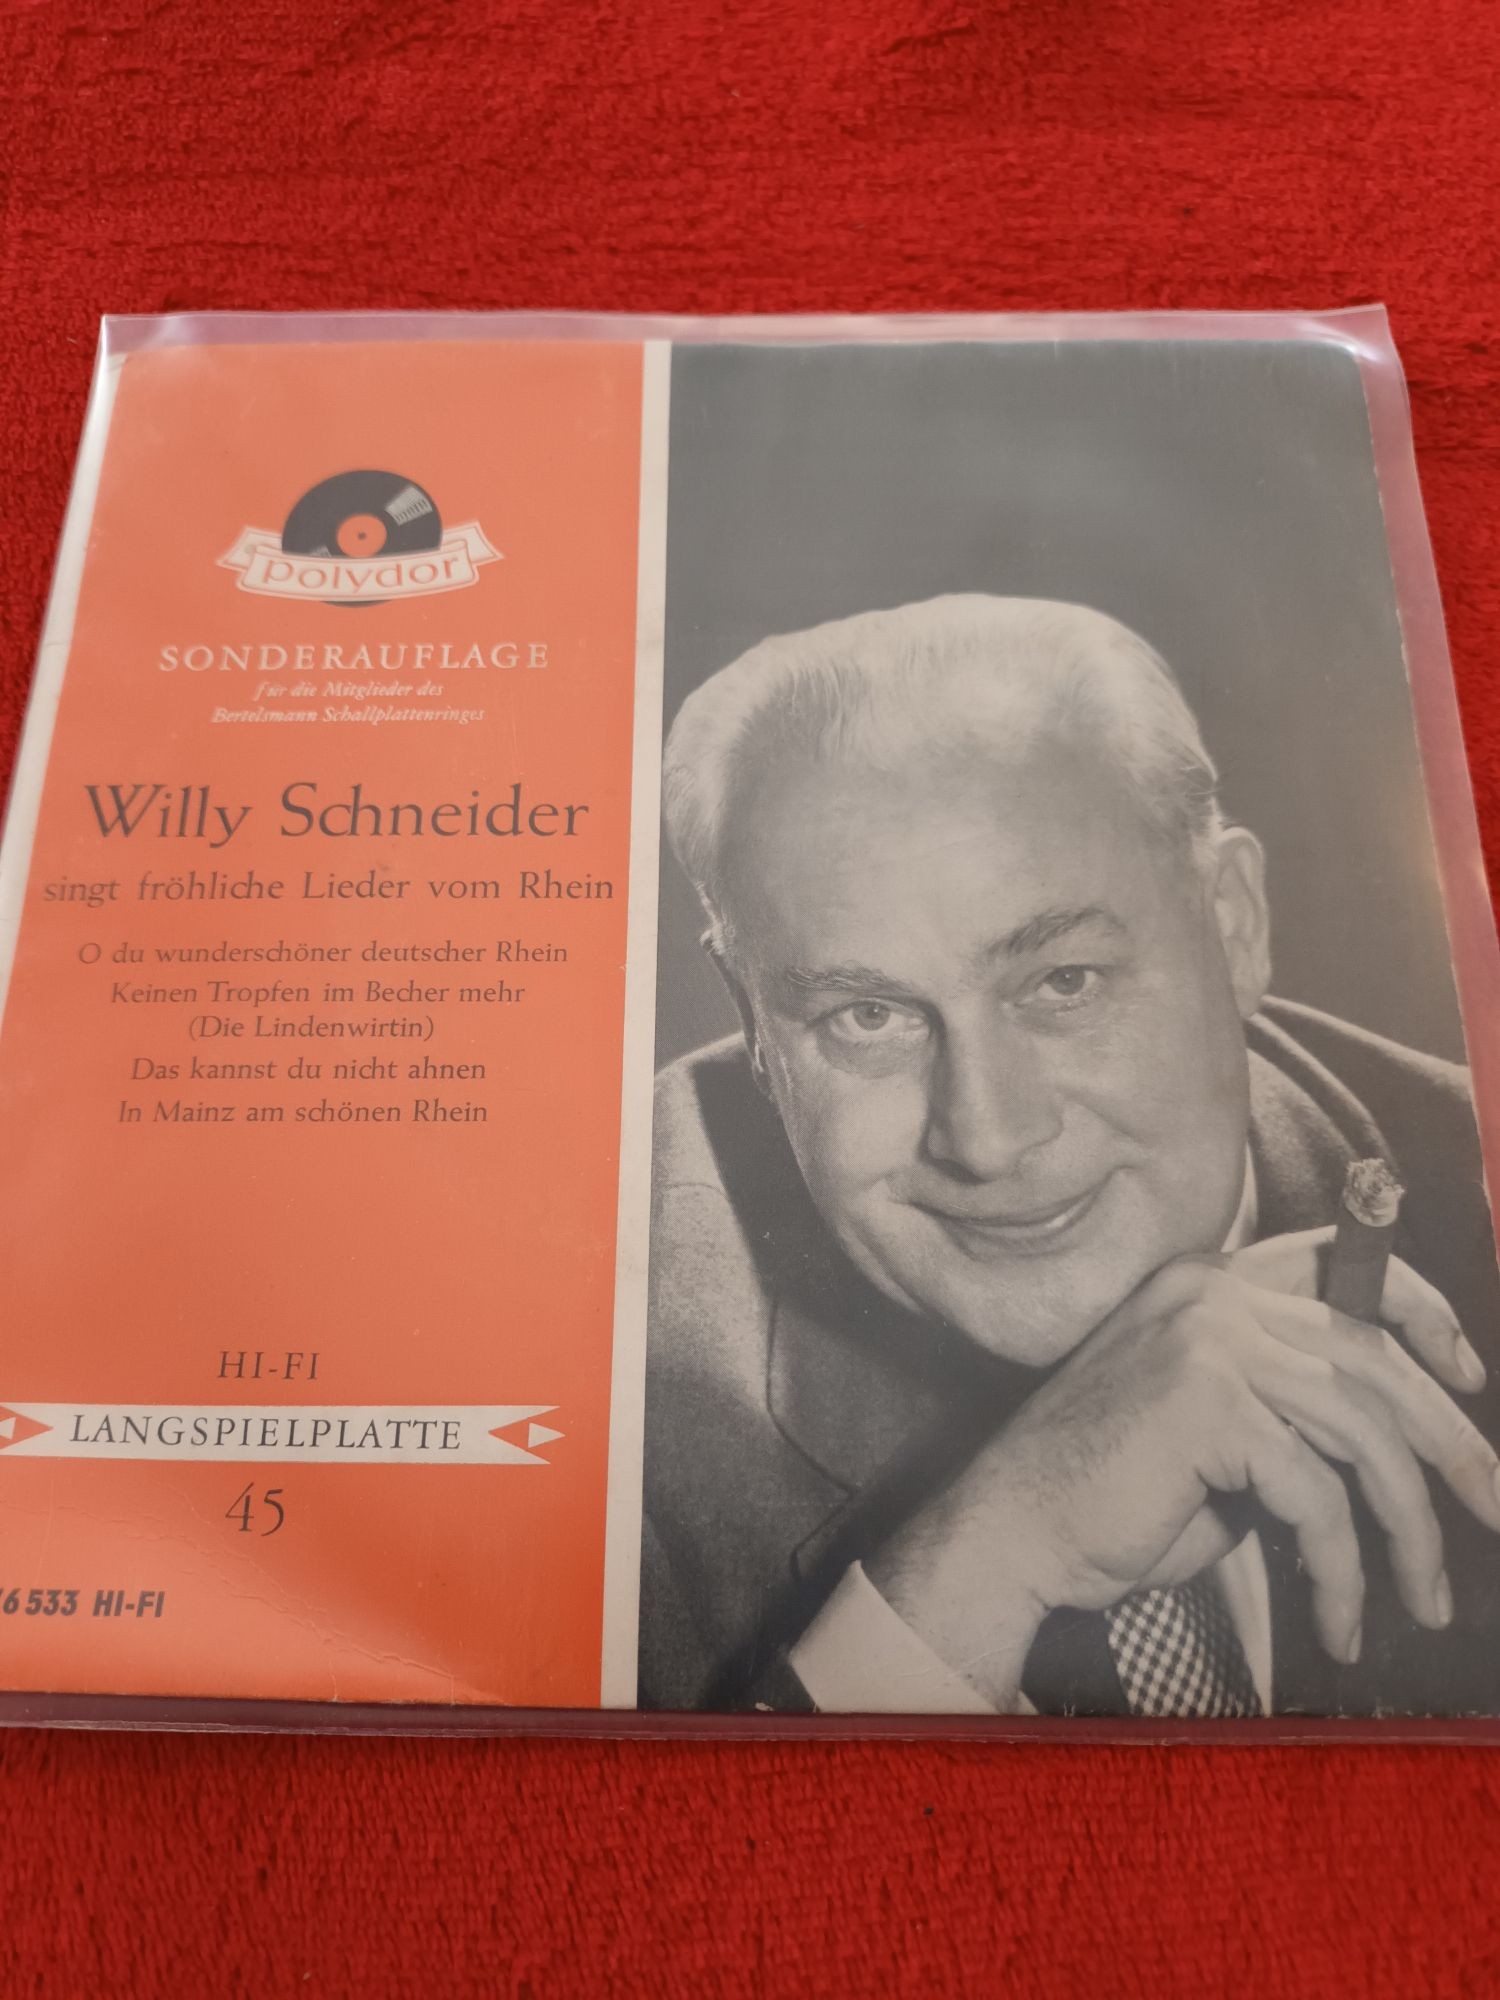 polydor
SONDERAUFLAGE
für die Mitglieder des
Bertelsmann Schallplattenringes
Willy Schneider
singt fröhliche Lieder vom Rhein
O du wunderschöner deutscher Rhein
Keinen Tropfen im Becher mehr
(Die Lindenwirtin)
Das kannst du nicht ahnen
In Mainz am schönen Rhein
HI-FI
LANGSPIELPLATTE
45
6 533 HI-FI